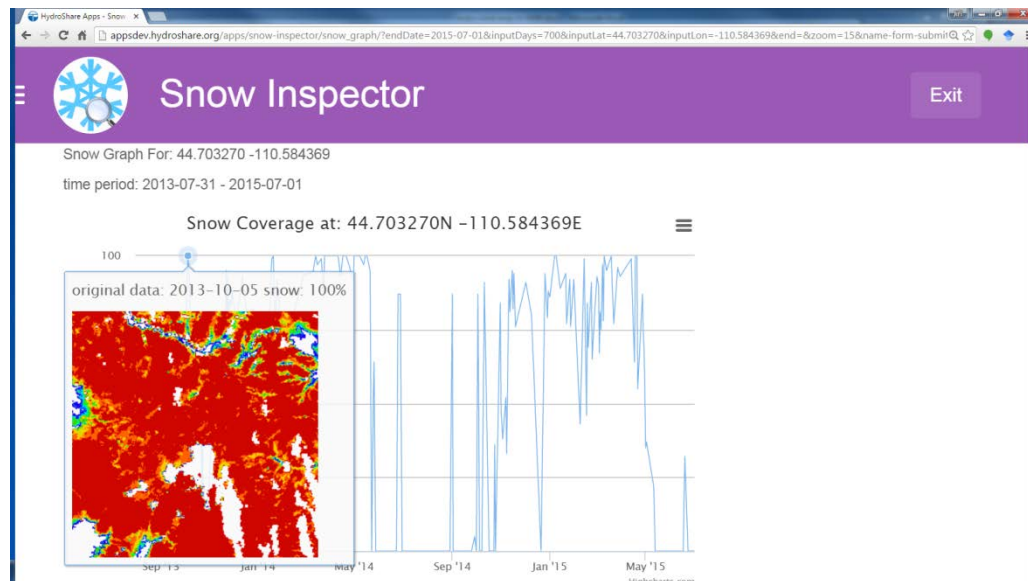 HydroShare Apps - Snow
appsdev.hydroshare.org/apps/snow-inspector/snow_graph/?endDate=2015-07-01&inputDays=700&inputLat=44.703270&inputLon=-110.584369&end=&zoom=15&name-form-submit
Snow Inspector
Exit
Snow Graph For: 44.703270 -110.584369
time period: 2013-07-31 - 2015-07-01
Snow Coverage at: 44.703270N -110.584369E
100
original data: 2013-10-05 snow: 100%
Sep '13 Jan '14 May '14 Sep '14 Jan '15 May '15